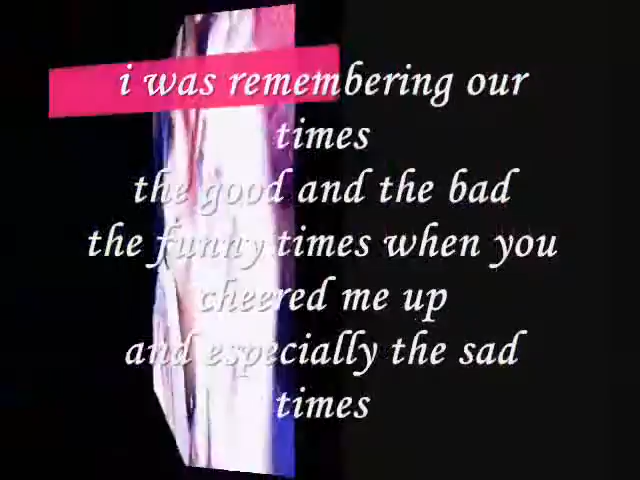 i was remembering our
times
the good and the bad
the funny times when you
cheered me up
and especially the sad
times